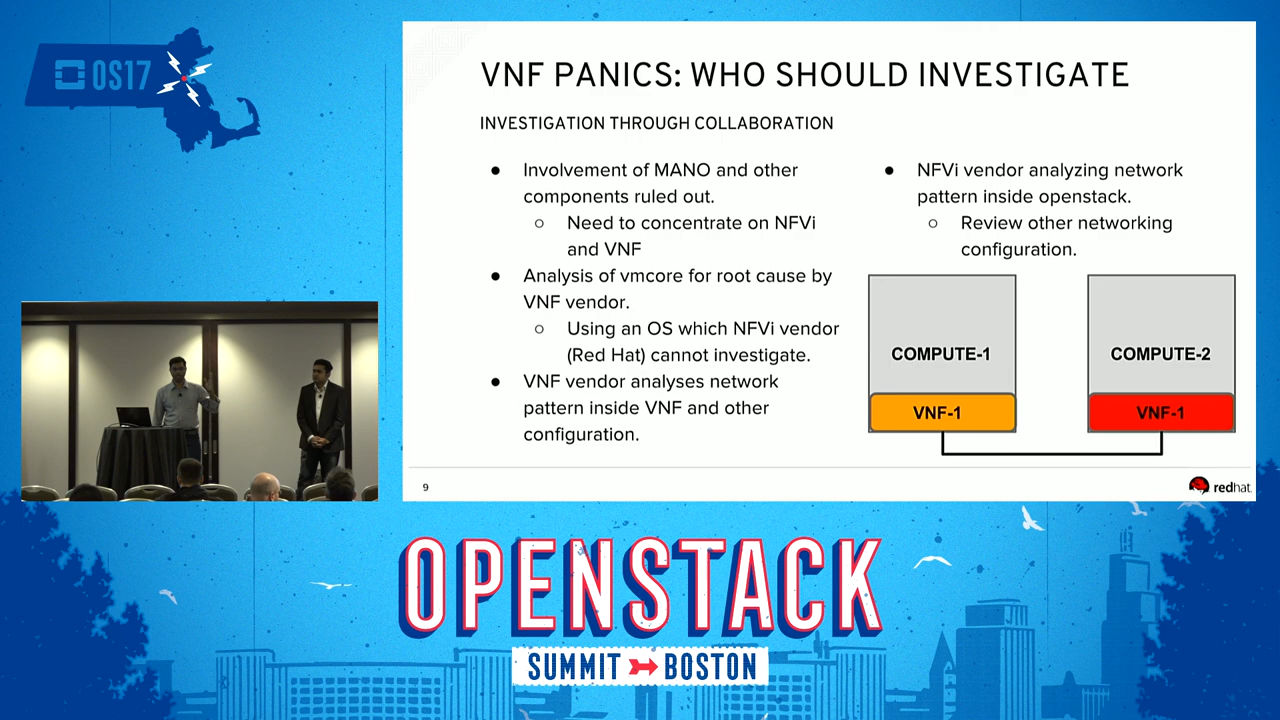 OS17
VNF PANICS: WHO SHOULD INVESTIGATE
INVESTIGATION THROUGH COLLABORATION
● Involvement of MANO and other
components ruled out.
○ Need to concentrate on NFVi
and VNF
● Analysis of vmcore for root cause by
VNF vendor.
○ Using an OS which NFVi vendor
(Red Hat) cannot investigate.
● VNF vendor analyses network
pattern inside VNF and other
configuration.
● NFVi vendor analyzing network
pattern inside openstack.
○ Review other networking
configuration.
COMPUTE-1
VNF-1
COMPUTE-2
VNF-1
9
redhat.
OPENSTACK
SUMMIT BOSTON